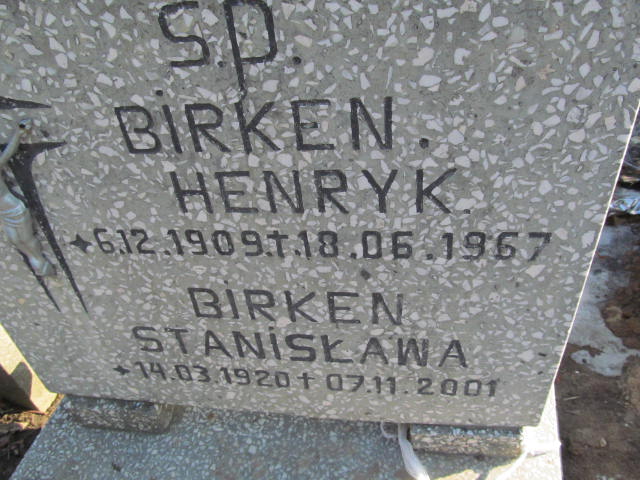 S.P.
BIRKEN.
HENRYK.
*6.12.1909.†.18.06.1967
BIRKEN
STANISŁAWA
*14.03.1920†07.11.2001